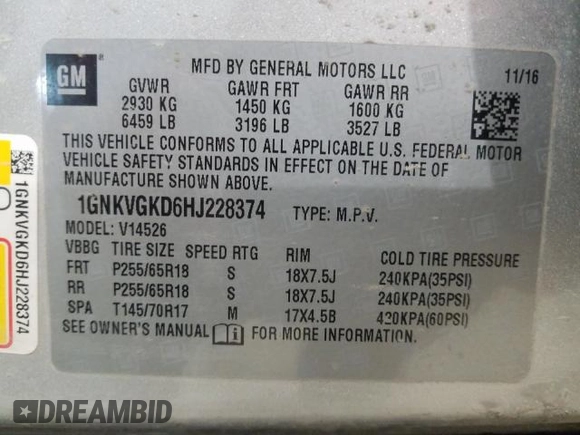 GM
MFD BY GENERAL MOTORS LLC
11/16
GVWR GAWR FRT GAWR RR
2930 KG 1450 KG 1600 KG
6459 LB 3196 LB 3527 LB
THIS VEHICLE CONFORMS TO ALL APPLICABLE U.S. FEDERAL MOTOR
VEHICLE SAFETY STANDARDS IN EFFECT ON THE DATE OF
MANUFACTURE SHOWN ABOVE.
1GNKVGKD6HJ228374 TYPE: M.P.V.
MODEL: V14526
VBBG TIRE SIZE SPEED RTG RIM COLD TIRE PRESSURE
FRT P255/65R18 S 18X7.5J 240KPA(35PSI)
RR P255/65R18 S 18X7.5J 240KPA(35PSI)
SPA T145/70R17 M 17X4.5B 420KPA(60PSI)
SEE OWNER'S MANUAL FOR MORE INFORMATION.
1GNKVGKD6HJ228374
DREAMBID